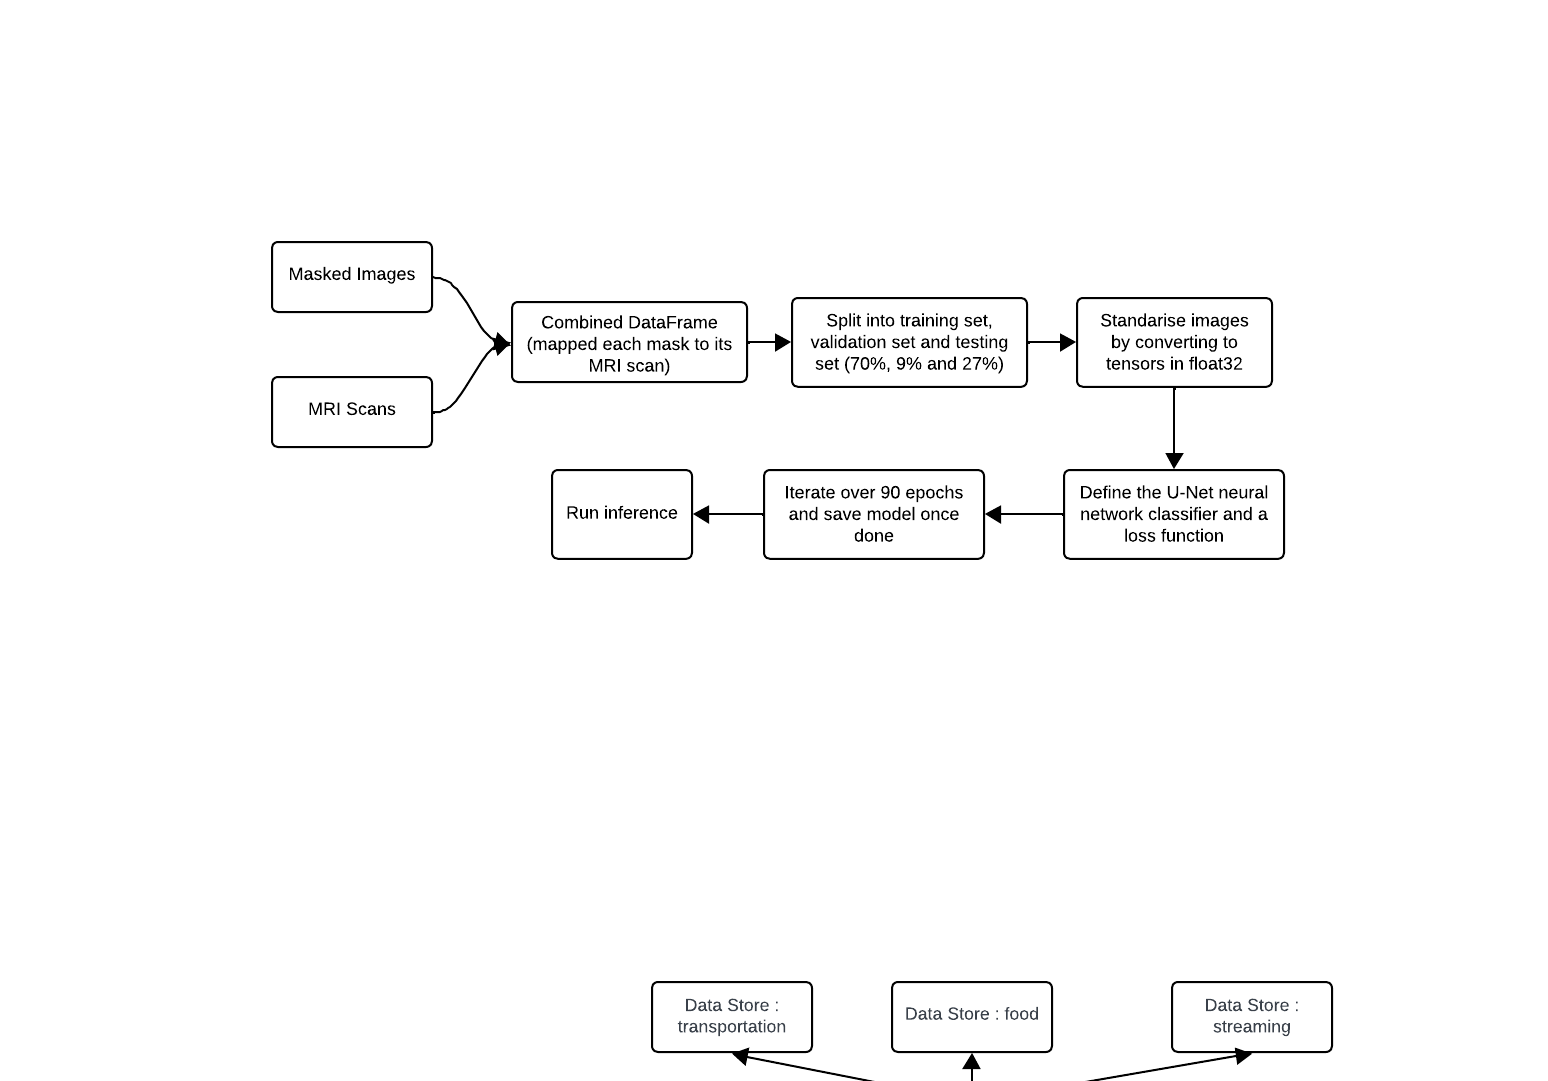 Masked Images
MRI Scans
Combined DataFrame
(mapped each mask to its
MRI scan)
Split into training set,
validation set and testing
set (70%, 9% and 27%)
Standarise images
by converting to
tensors in float32
Define the U-Net neural
network classifier and a
loss function
Iterate over 90 epochs
and save model once
done
Run inference
Data Store :
transportation
Data Store : food
Data Store :
streaming